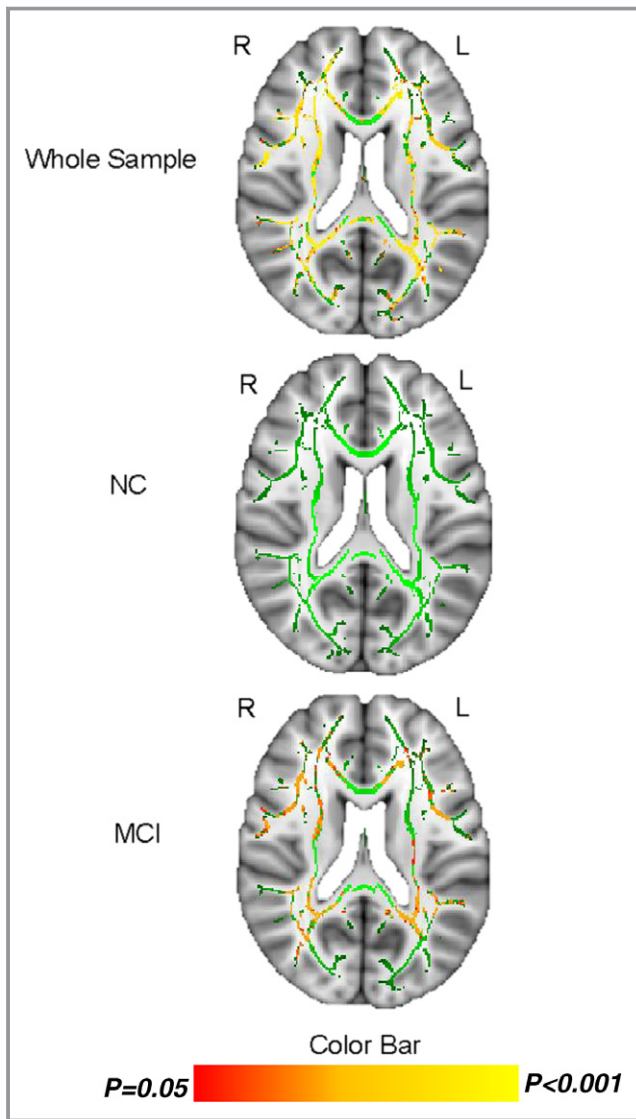 R L
Whole Sample
R L
NC
R L
MCI
Color Bar
P=0.05 P<0.001